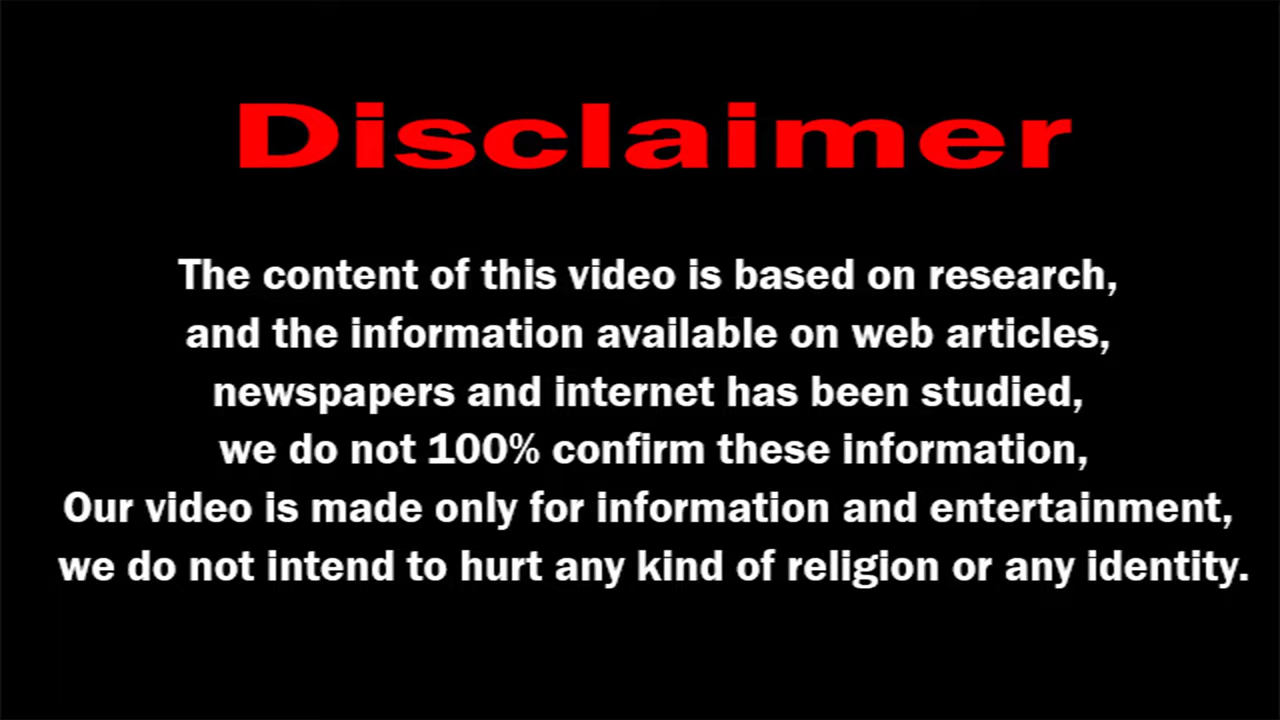 Disclaimer
The content of this video is based on research,
and the information available on web articles,
newspapers and internet has been studied,
we do not 100% confirm these information,
Our video is made only for information and entertainment,
we do not intend to hurt any kind of religion or any identity.